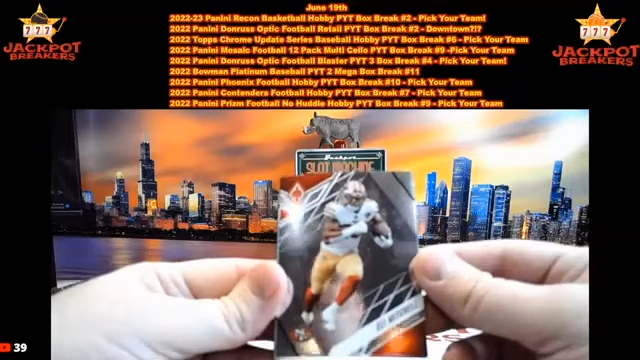 June 19th
2022-23 Panini Recon Basketball Hobby PYT Box Break #2 - Pick Your Team!
2022 Panini Donruss Optic Football Retail PYT Box Break #2 - Downtown?!?
2022 Topps Chrome Update Series Baseball Hobby PYT Box Break #6 - Pick Your Team
2022 Panini Mosaic Football 12 Pack Multi Cello PYT Box Break #9 -Pick Your Team
2022 Panini Donruss Optic Football Blaster PYT 3 Box Break #4 - Pick Your Team!
2022 Bowman Platinum Baseball PYT 2 Mega Box Break #11
2022 Panini Phoenix Football Hobby PYT Box Break #10 - Pick Your Team
2022 Panini Contenders Football Hobby PYT Box Break #7 - Pick Your Team
2022 Panini Prizm Football No Huddle Hobby PYT Box Break #9 - Pick Your Team
777
JACKPOT
BREAKERS
777
JACKPOT
BREAKERS
Jackpot
SLOT MACHINE
39